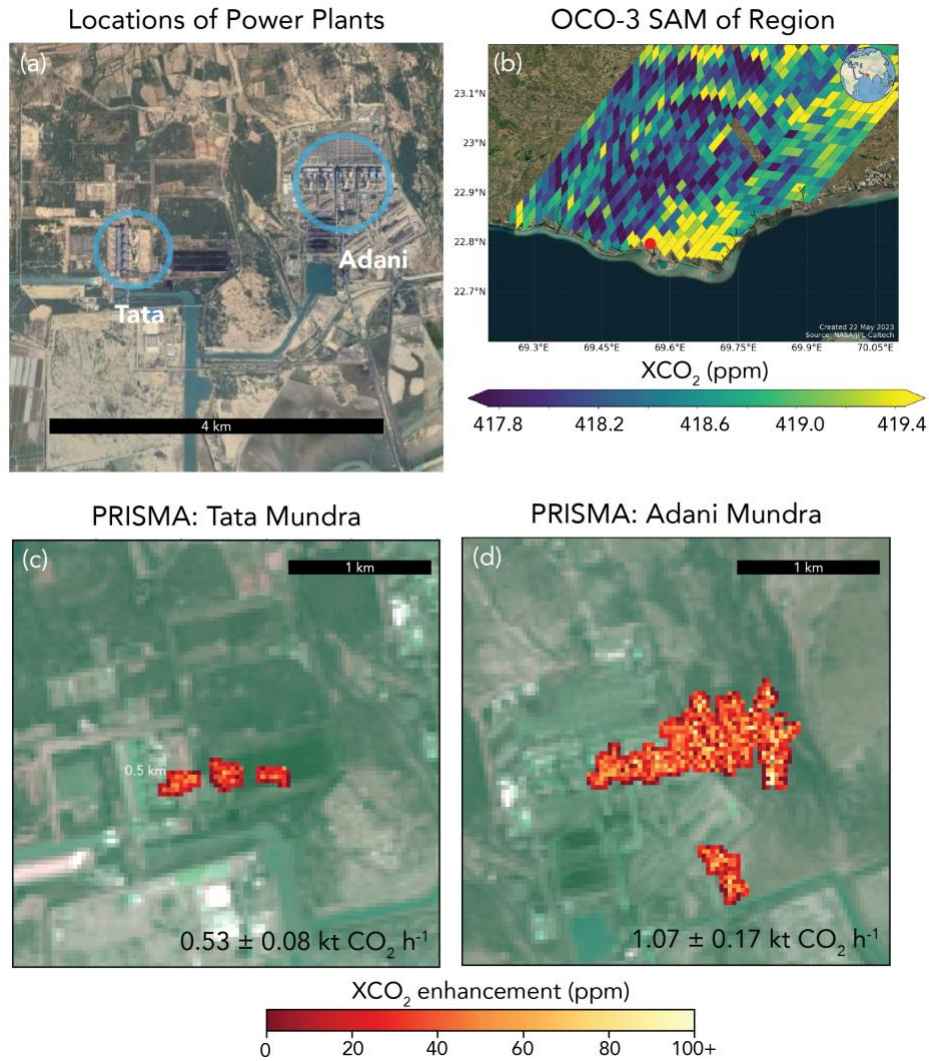 Locations of Power Plants
OCO-3 SAM of Region
(a)
Adani
Tata
4 km
(b)
23.1°N
23°N
22.9°N
22.8°N
22.7°N
Created 22 May 2023
Source: NASA/JPL-Caltech
69.3°E 69.45°E 69.6°E 69.75°E 69.9°E 70.05°E
XCO₂ (ppm)
417.8 418.2 418.6 419.0 419.4
PRISMA: Tata Mundra
PRISMA: Adani Mundra
(c)
1 km
0.5 km
0.53 ± 0.08 kt CO₂ h⁻¹
(d)
1 km
1.07 ± 0.17 kt CO₂ h⁻¹
XCO₂ enhancement (ppm)
0 20 40 60 80 100+